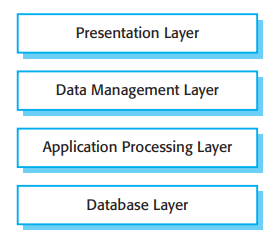 Presentation Layer
Data Management Layer
Application Processing Layer
Database Layer